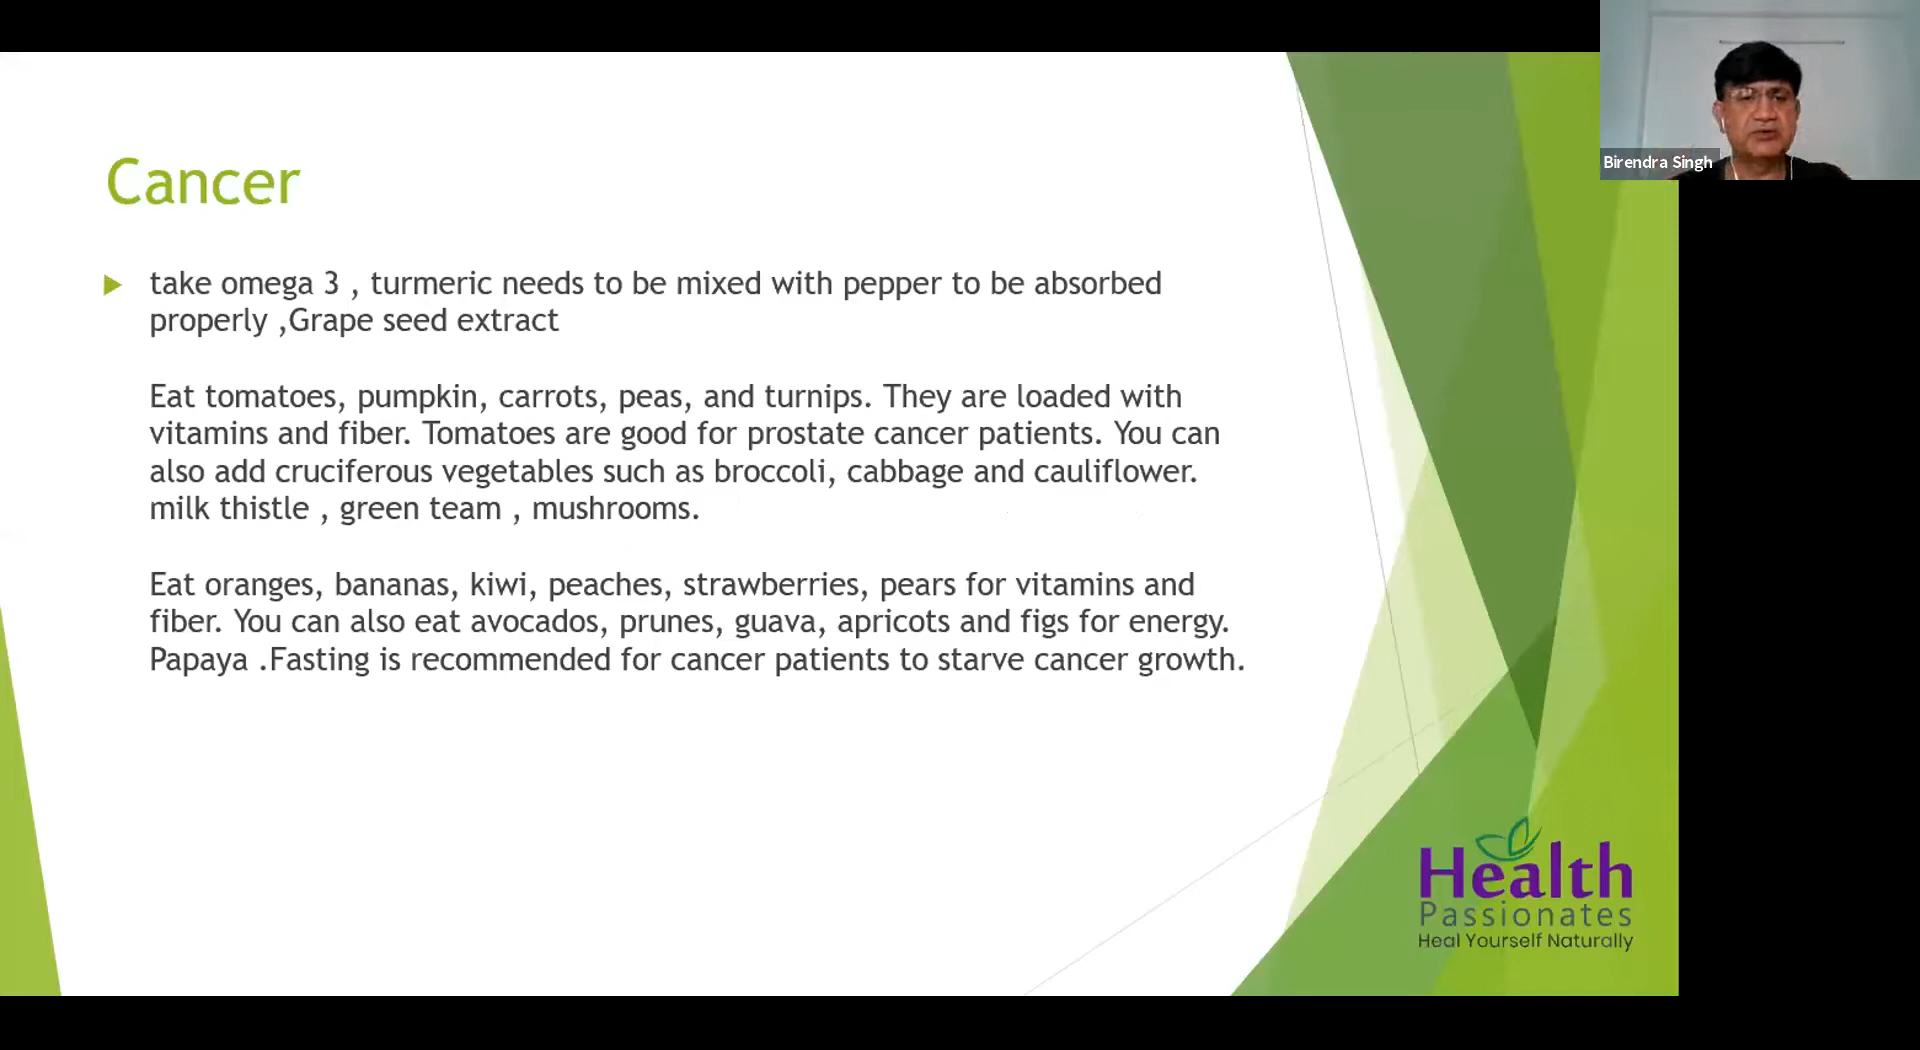 Birendra Singh
Cancer
take omega 3 , turmeric needs to be mixed with pepper to be absorbed
properly ,Grape seed extract
Eat tomatoes, pumpkin, carrots, peas, and turnips. They are loaded with
vitamins and fiber. Tomatoes are good for prostate cancer patients. You can
also add cruciferous vegetables such as broccoli, cabbage and cauliflower.
milk thistle , green team , mushrooms.
Eat oranges, bananas, kiwi, peaches, strawberries, pears for vitamins and
fiber. You can also eat avocados, prunes, guava, apricots and figs for energy.
Papaya .Fasting is recommended for cancer patients to starve cancer growth.
Health
Passionates
Heal Yourself Naturally